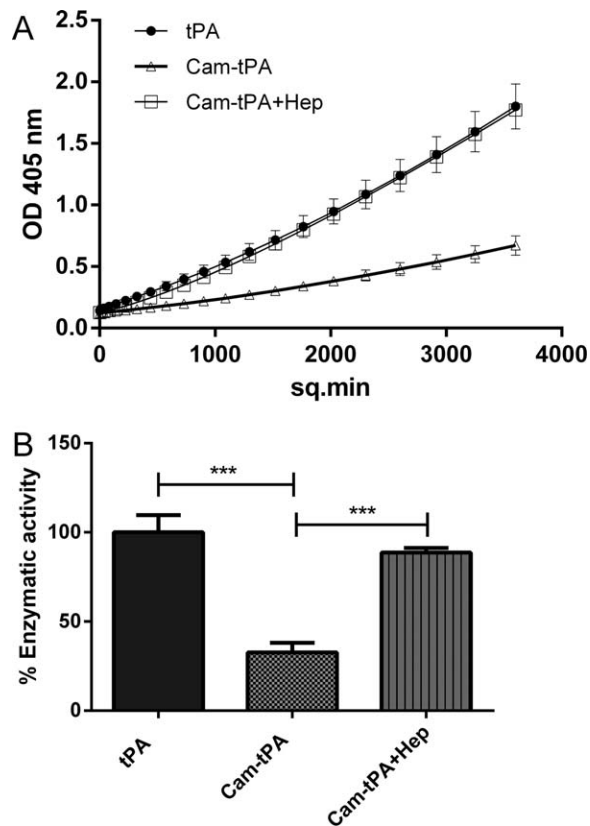 A
tPA
Cam-tPA
Cam-tPA+Hep
OD 405 nm
2.5
2.0
1.5
1.0
0.5
0.0
0 1000 2000 3000 4000
sq.min
B
% Enzymatic activity
150
100
50
0
***
***
tPA
Cam-tPA
Cam-tPA+Hep